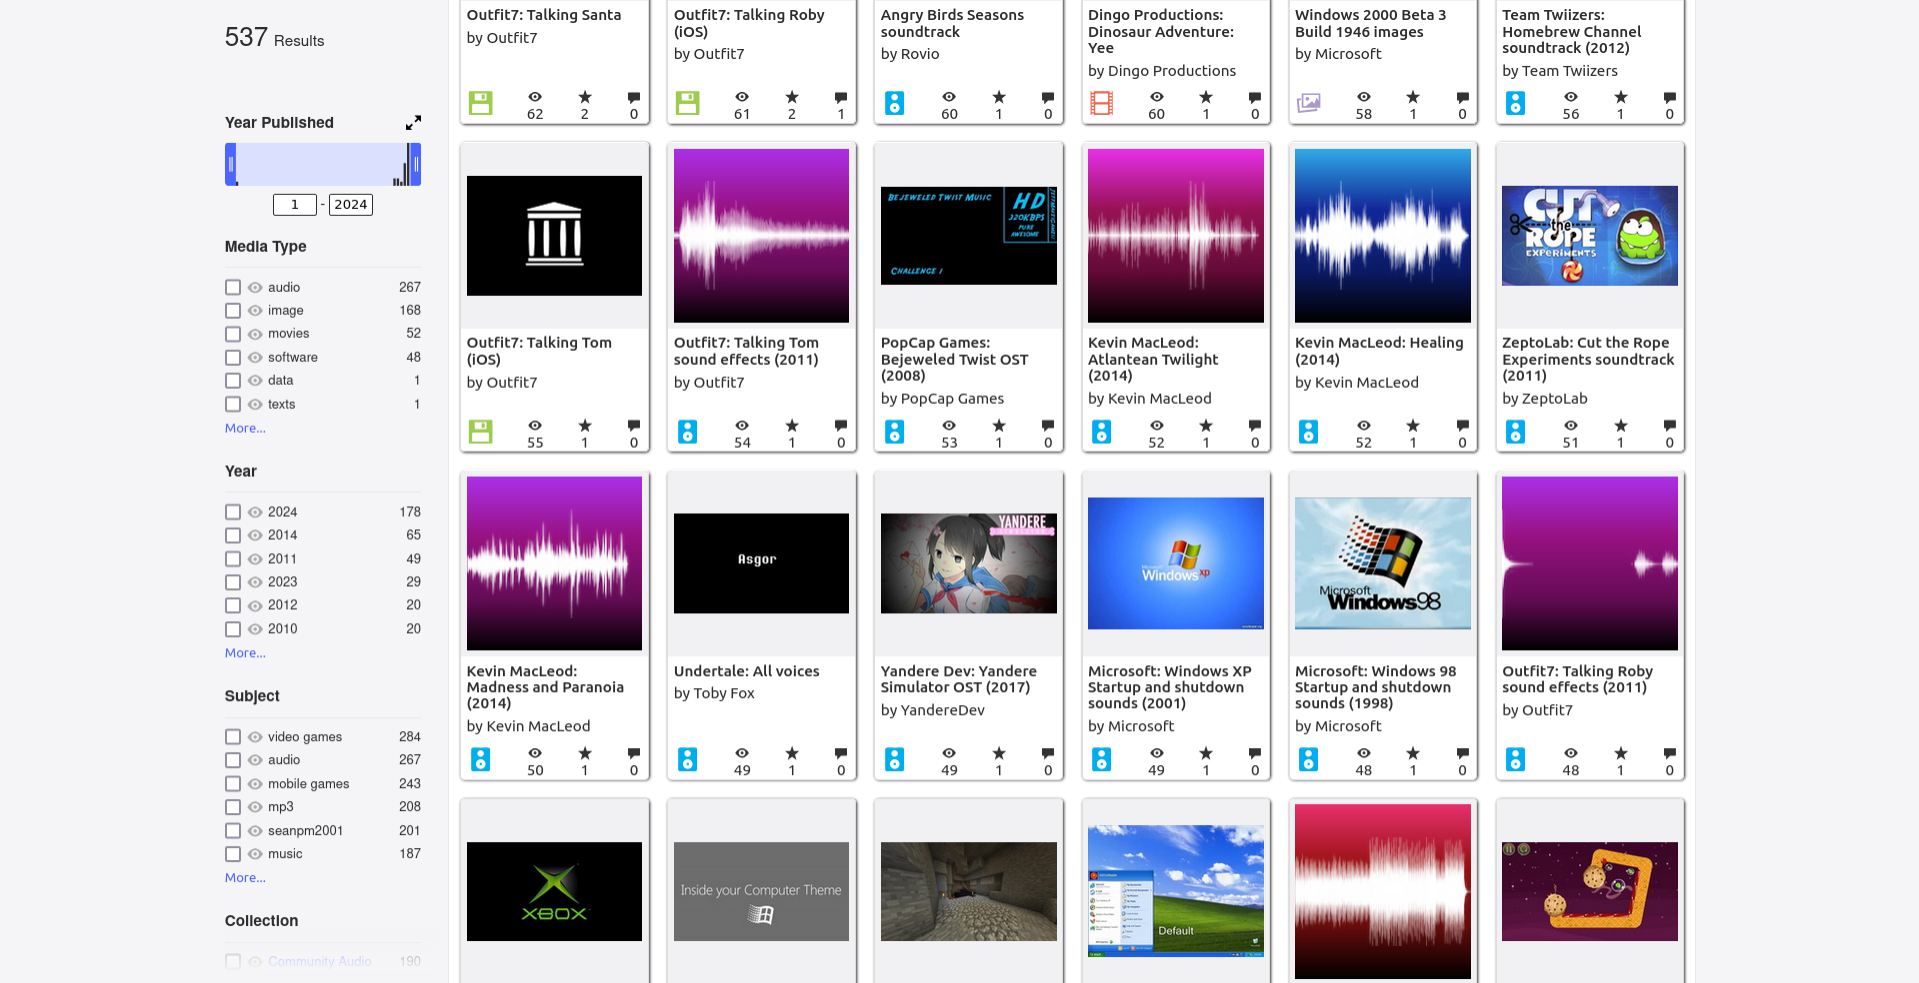 537 Results
Year Published
1 - 2024
Media Type
audio 267
image 168
movies 52
software 48
data 1
texts 1
More...
Year
2024 178
2014 65
2011 49
2023 29
2012 20
2010 20
More...
Subject
video games 284
audio 267
mobile games 243
mp3 208
seanpm2001 201
music 187
More...
Collection
Community Audio 190
Outfit7: Talking Santa
by Outfit7
62 2 0
Outfit7: Talking Roby
(iOS)
by Outfit7
61 2 1
Angry Birds Seasons
soundtrack
by Rovio
60 1 0
Dingo Productions:
Dinosaur Adventure:
Yee
by Dingo Productions
60 1 0
Windows 2000 Beta 3
Build 1946 images
by Microsoft
58 1 0
Team Twiizers:
Homebrew Channel
soundtrack (2012)
by Team Twiizers
56 1 0
Outfit7: Talking Tom
(iOS)
by Outfit7
55 1 0
Outfit7: Talking Tom
sound effects (2011)
by Outfit7
54 1 0
Bejeweled Twist Music
HD
320KBPS
PURE
AWESOME
Challenge 1
PopCap Games:
Bejeweled Twist OST
(2008)
by PopCap Games
53 1 0
Kevin MacLeod:
Atlantean Twilight
(2014)
by Kevin MacLeod
52 1 0
Kevin MacLeod: Healing
(2014)
by Kevin MacLeod
52 1 0
CUT
the
ROPE
EXPERIMENTS
ZeptoLab: Cut the Rope
Experiments soundtrack
(2011)
by ZeptoLab
51 1 0
Kevin MacLeod:
Madness and Paranoia
(2014)
by Kevin MacLeod
50 1 0
Asgor
Undertale: All voices
by Toby Fox
49 1 0
YANDERE
Yandere Dev: Yandere
Simulator OST (2017)
by YandereDev
49 1 0
Microsoft
Windows xp
Microsoft: Windows XP
Startup and shutdown
sounds (2001)
by Microsoft
49 1 0
Microsoft
Windows98
Microsoft: Windows 98
Startup and shutdown
sounds (1998)
by Microsoft
48 1 0
Outfit7: Talking Roby
sound effects (2011)
by Outfit7
48 1 0
XBOX
Inside your Computer Theme
Default